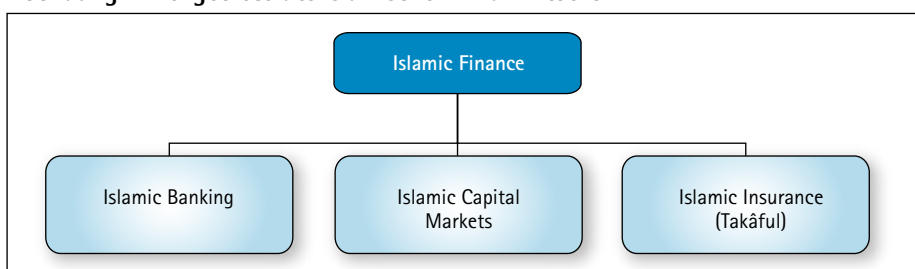 Islamic Finance
Islamic Banking
Islamic Capital
Markets
Islamic Insurance
(Takâful)